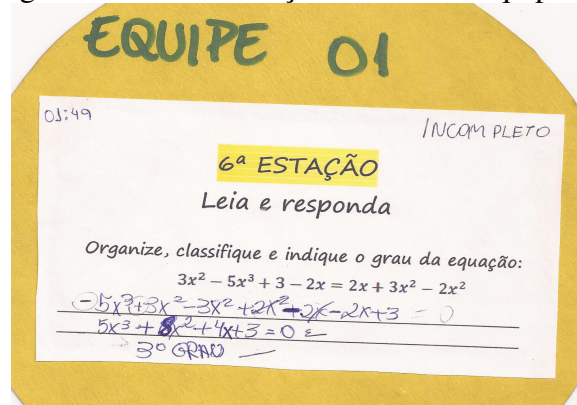 EQUIPE 01
01:49
INCOMPLETO
6ª ESTAÇÃO
Leia e responda
Organize, classifique e indique o grau da equação:
3x² − 5x³ + 3 − 2x = 2x + 3x² − 2x²
−5x³+3x²−3x²+2x²−2x−2x+3 = 0
5x³ + 8x²+4x+3=0
3º GRAU